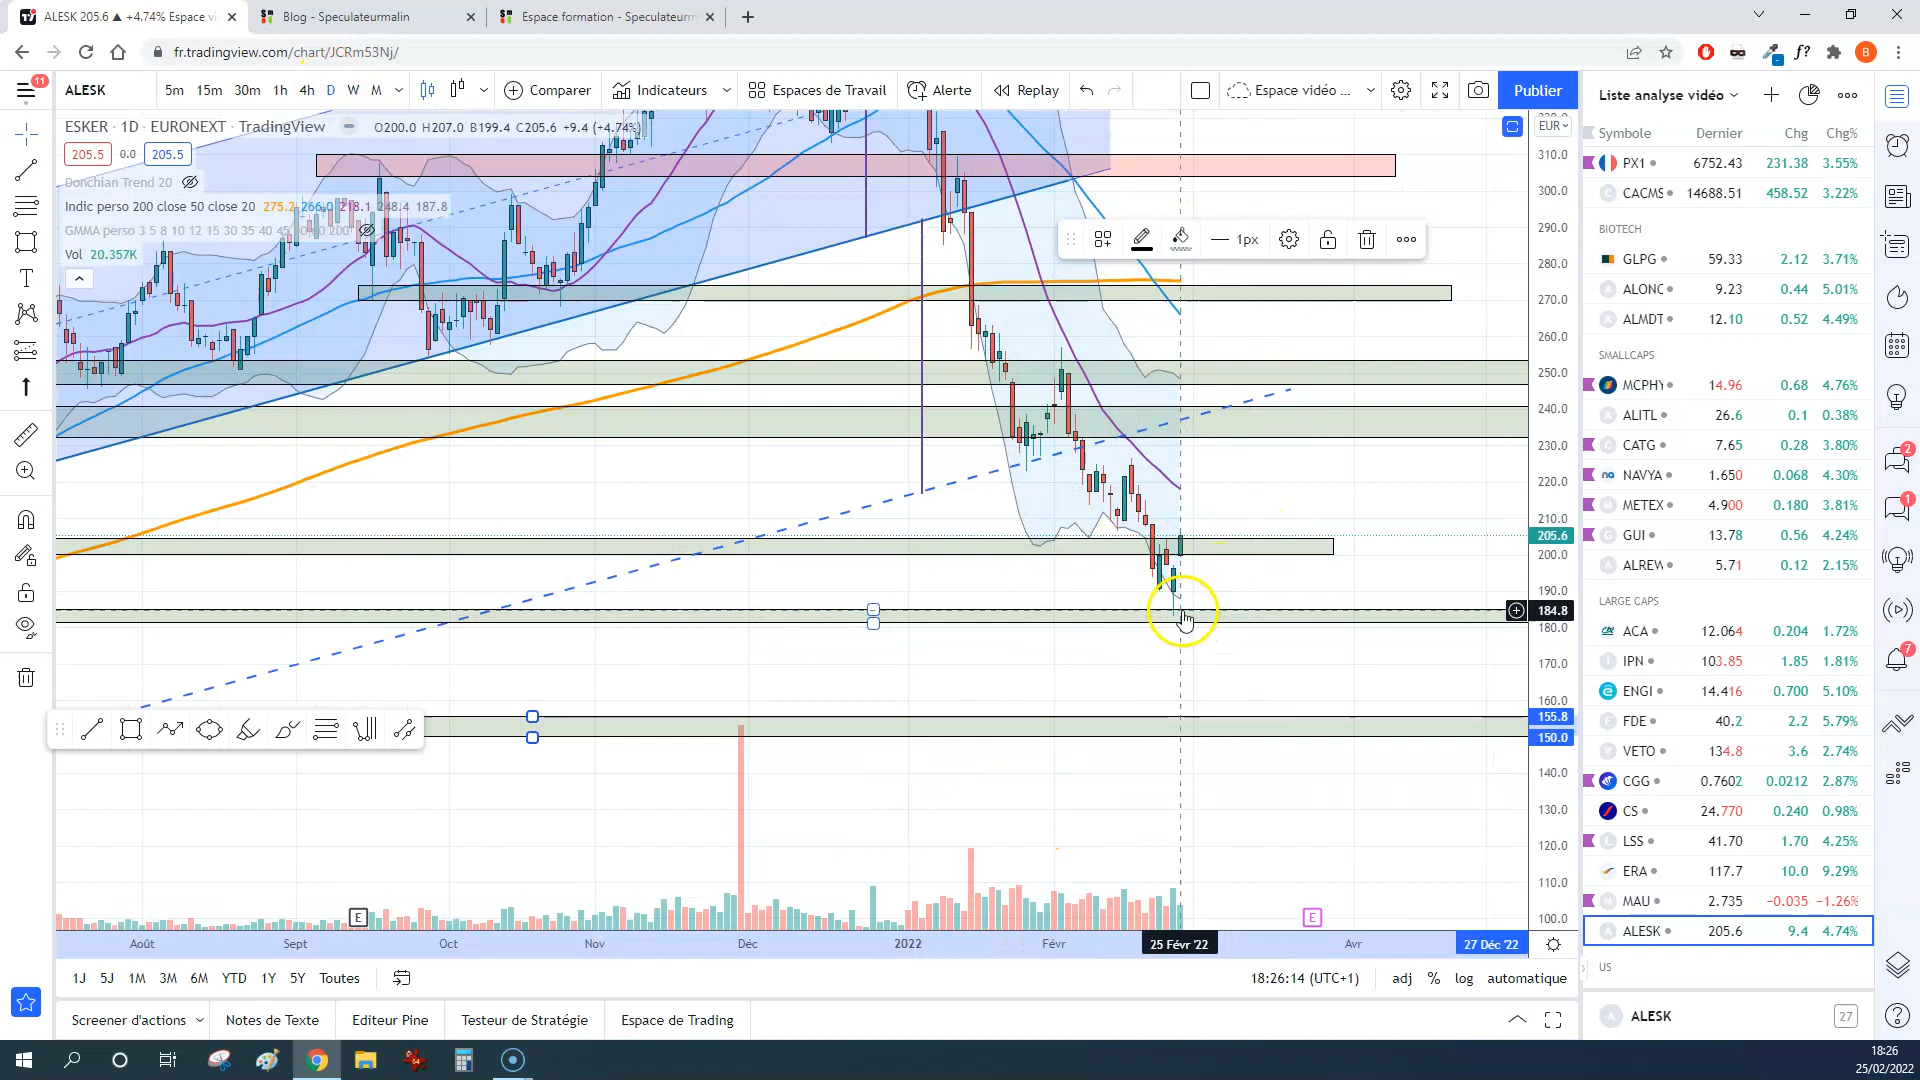 ALESK 205.6 ▲ +4.74% Espace vi
Blog - Speculateurmalin
Espace formation - Speculateurm
fr.tradingview.com/chart/JCRm53Nj/
11
ALESK
5m 15m 30m 1h 4h D W M
Comparer
Indicateurs
Espaces de Travail
Alerte
Replay
Espace vidéo ...
Publier
ESKER · 1D · EURONEXT · TradingView
O200.0 H207.0 B199.4 C205.6 +9.4 (+4.74%)
205.5 0.0 205.5
Donchian Trend 20
Indic perso 200 close 50 close 20 275.2 266.0 218.1 248.4 187.8
GMMA perso 3 5 8 10 12 15 30 35 40 45 50 60 200
Vol 20.357K
1px
EUR
310.0
300.0
290.0
280.0
270.0
260.0
250.0
240.0
230.0
220.0
210.0
205.6
200.0
190.0
184.8
180.0
170.0
160.0
155.8
150.0
140.0
130.0
120.0
110.0
100.0
E
E
Août Sept Oct Nov Déc 2022 Févr 25 Févr '22 Avr 27 Déc '22
1J 5J 1M 3M 6M YTD 1Y 5Y Toutes
18:26:14 (UTC+1) adj % log automatique
Screener d'actions Notes de Texte Editeur Pine Testeur de Stratégie Espace de Trading
Liste analyse vidéo
Symbole Dernier Chg Chg%
PX1 6752.43 231.38 3.55%
CACMS 14688.51 458.52 3.22%
BIOTECH
GLPG 59.33 2.12 3.71%
ALONC 9.23 0.44 5.01%
ALMDT 12.10 0.52 4.49%
SMALLCAPS
MCPHY 14.96 0.68 4.76%
ALITL 26.6 0.1 0.38%
CATG 7.65 0.28 3.80%
NAVYA 1.650 0.068 4.30%
METEX 4.900 0.180 3.81%
GUI 13.78 0.56 4.24%
ALREW 5.71 0.12 2.15%
LARGE CAPS
ACA 12.064 0.204 1.72%
IPN 103.85 1.85 1.81%
ENGI 14.416 0.700 5.10%
FDE 40.2 2.2 5.79%
VETO 134.8 3.6 2.74%
CGG 0.7602 0.0212 2.87%
CS 24.770 0.240 0.98%
LSS 41.70 1.70 4.25%
ERA 117.7 10.0 9.29%
MAU 2.735 −0.035 −1.26%
ALESK 205.6 9.4 4.74%
US
ALESK 27
2
1
7
B
18:26
25/02/2022